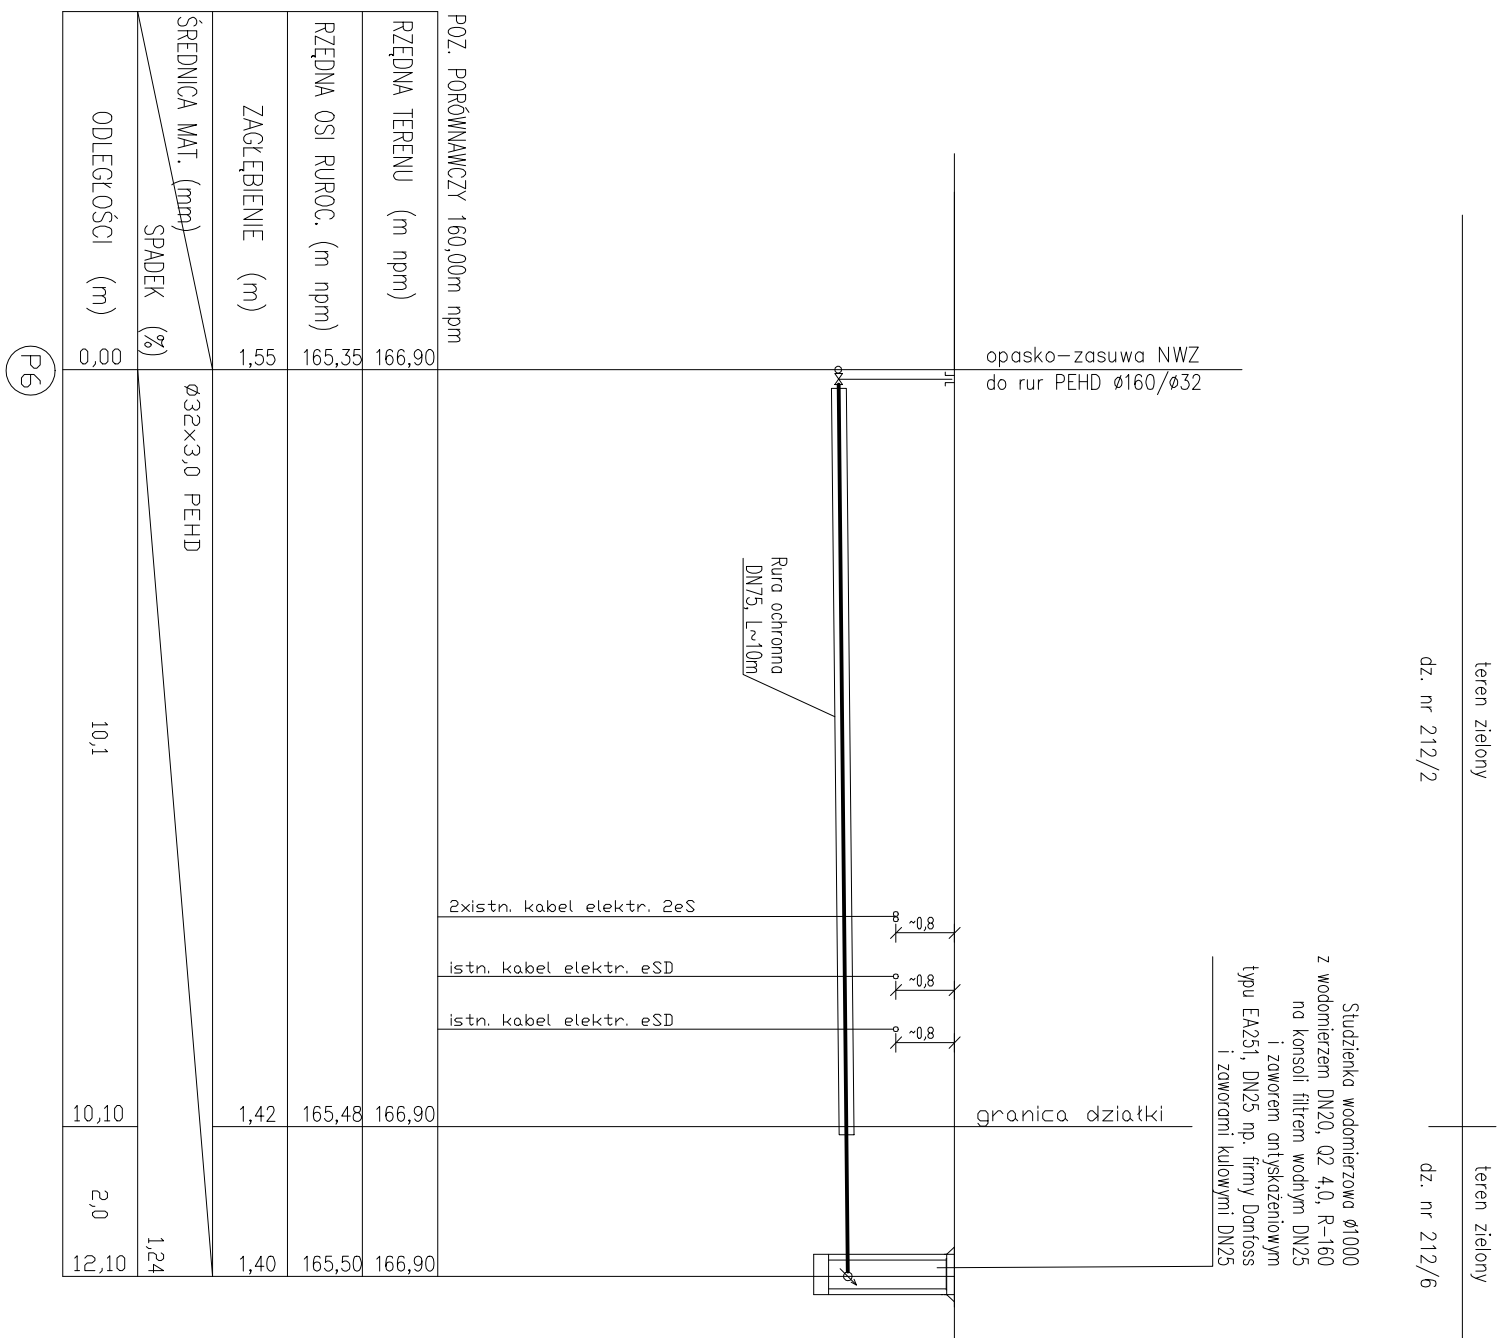 teren zielony
dz. nr 212/2
teren zielony
dz. nr 212/6
Studzienka wodomierzowa ø1000
z wodomierzem DN20, Q2 4,0, R-160
na konsoli filtrem wodnym DN25
i zaworem antyskażeniowym
typu EA251, DN25 np. firmy Danfoss
i zaworami kulowymi DN25
opasko-zasuwa NWZ
do rur PEHD ø160/ø32
granica działki
~0,8
~0,8
~0,8
Rura ochronna
DN75, L~10m
2xistn. kabel elektr. 2eS
istn. kabel elektr. eSD
istn. kabel elektr. eSD
POZ. PORÓWNAWCZY 160,00m npm
RZĘDNA TERENU (m npm)
166,90
166,90
166,90
RZĘDNA OSI RUROC. (m npm)
165,35
165,48
165,50
ZAGŁĘBIENIE (m)
1,55
1,42
1,40
ŚREDNICA MAT. (mm)
SPADEK (%)
ø32x3,0 PEHD
1,24
ODLEGŁOŚCI (m)
0,00
10,1
10,10
2,0
12,10
P6